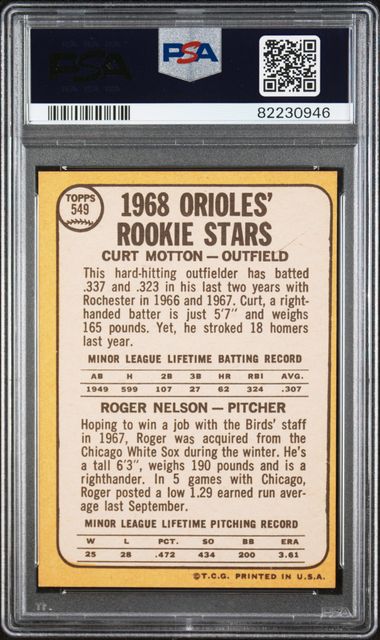 PSA
PSA
82230946
TOPPS
549
1968 ORIOLES'
ROOKIE STARS
CURT MOTTON — OUTFIELD
This hard-hitting outfielder has batted
.337 and .323 in his last two years with
Rochester in 1966 and 1967. Curt, a right-
handed batter is just 5'7" and weighs
165 pounds. Yet, he stroked 18 homers
last year.
MINOR LEAGUE LIFETIME BATTING RECORD
AB H 2B 3B HR RBI AVG.
1949 599 107 27 62 324 .307
ROGER NELSON — PITCHER
Hoping to win a job with the Birds' staff
in 1967, Roger was acquired from the
Chicago White Sox during the winter. He's
a tall 6'3", weighs 190 pounds and is a
righthander. In 5 games with Chicago,
Roger posted a low 1.29 earned run aver-
age last September.
MINOR LEAGUE LIFETIME PITCHING RECORD
W L PCT. SO BB ERA
25 28 .472 434 200 3.61
©T.C.G. PRINTED IN U.S.A.